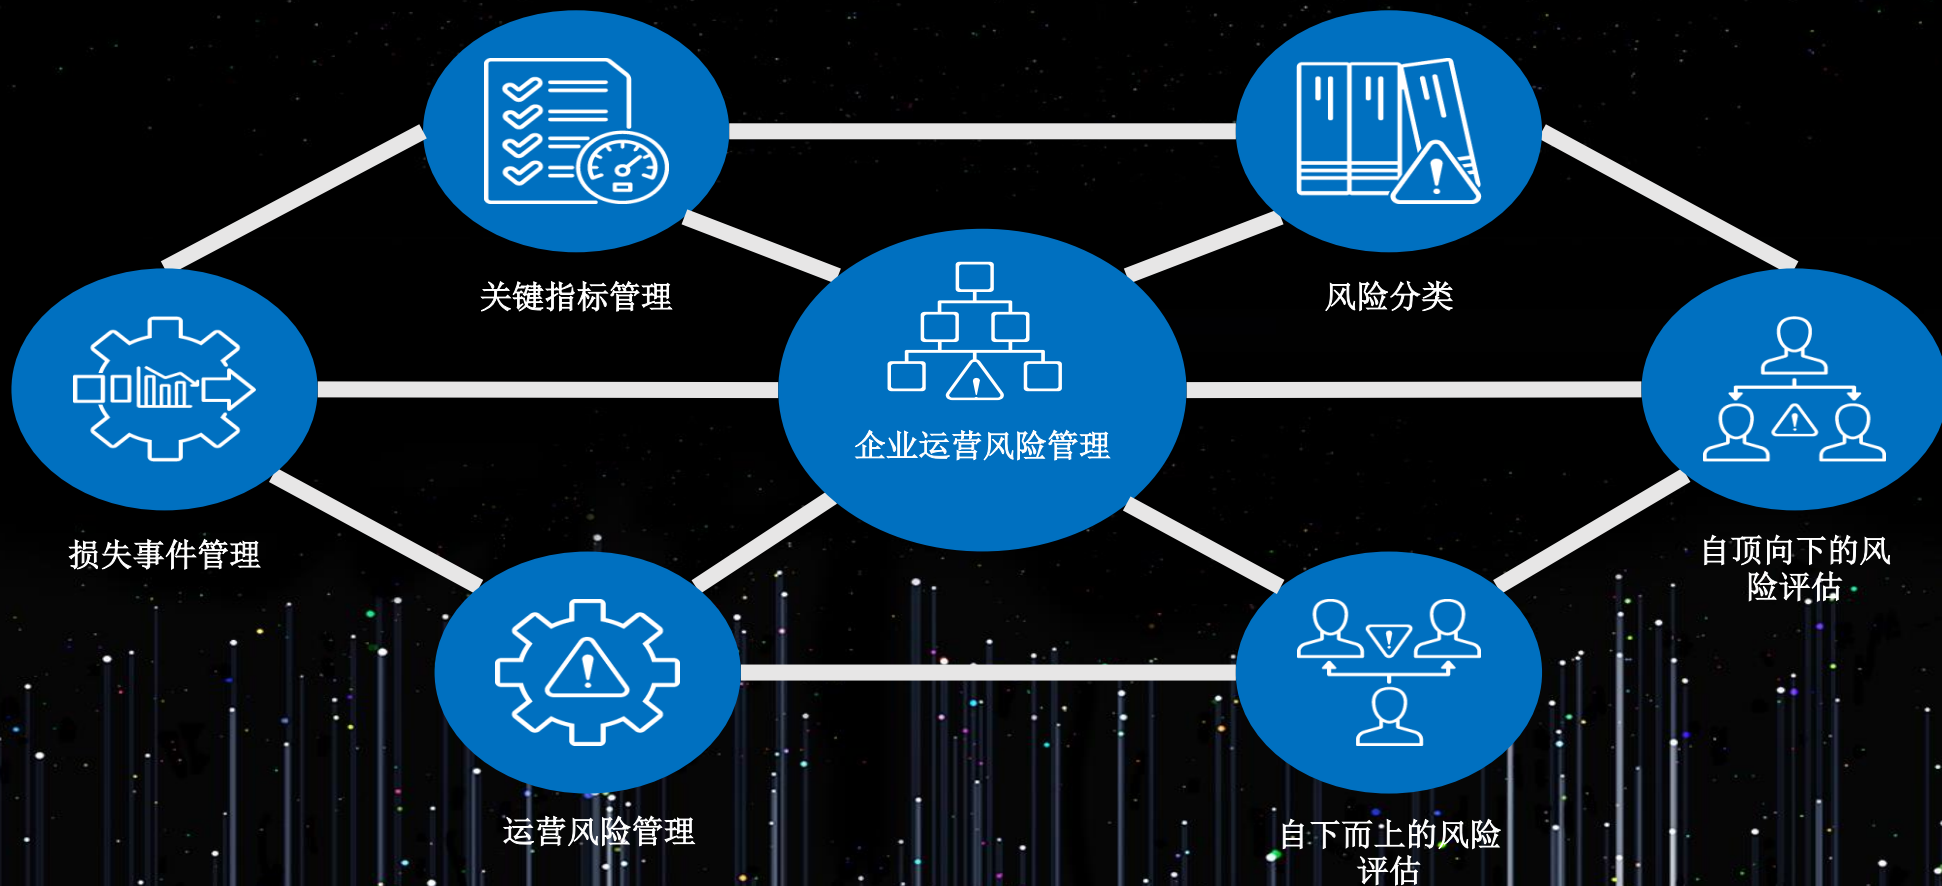 关键指标管理
风险分类
企业运营风险管理
损失事件管理
自顶向下的风
险评估
运营风险管理
自下而上的风险
评估